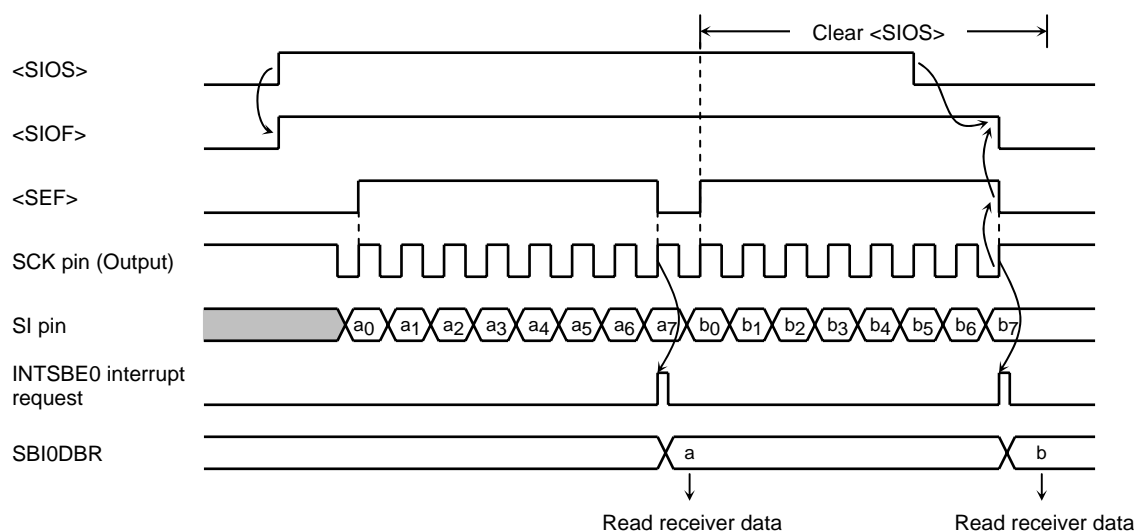 Clear <SIOS>
<SIOS>
<SIOF>
<SEF>
SCK pin (Output)
SI pin
a0 a1 a2 a3 a4 a5 a6 a7 b0 b1 b2 b3 b4 b5 b6 b7
INTSBE0 interrupt
request
SBI0DBR
a b
Read receiver data Read receiver data